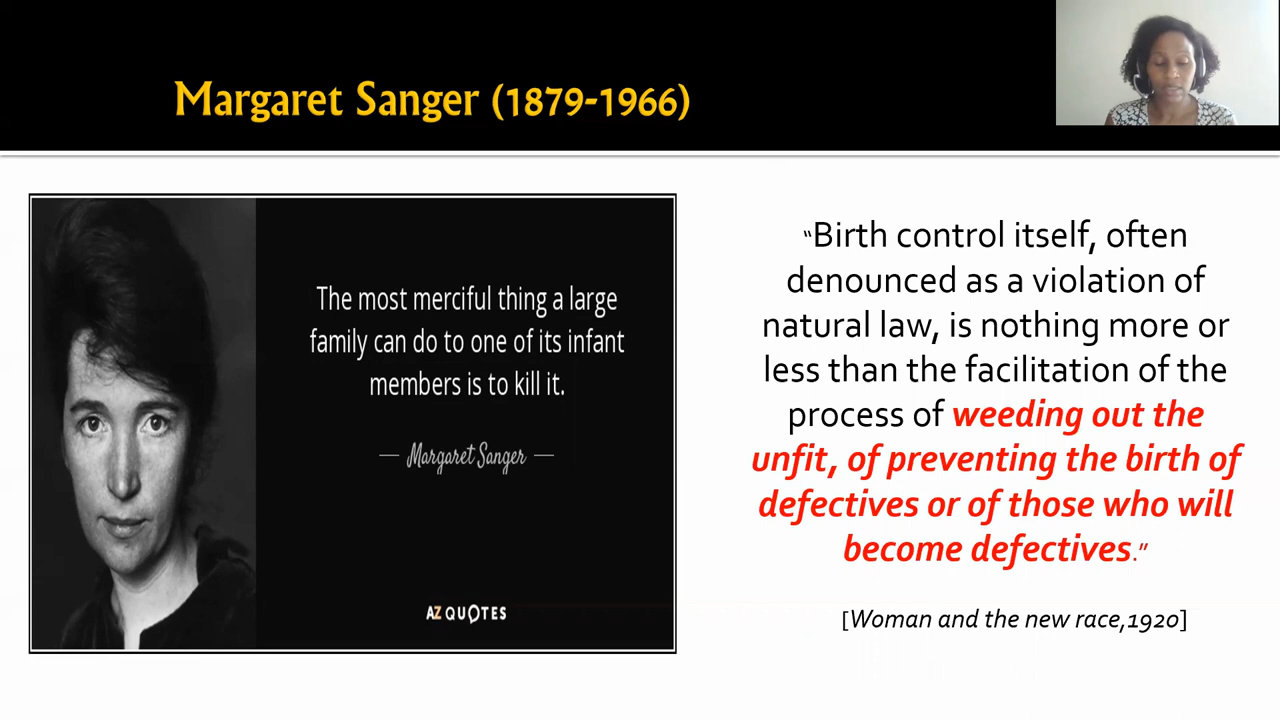 Margaret Sanger (1879-1966)
The most merciful thing a large
family can do to one of its infant
members is to kill it.
— Margaret Sanger —
AZ QUOTES
“Birth control itself, often
denounced as a violation of
natural law, is nothing more or
less than the facilitation of the
process of weeding out the
unfit, of preventing the birth of
defectives or of those who will
become defectives.”
[Woman and the new race,1920]